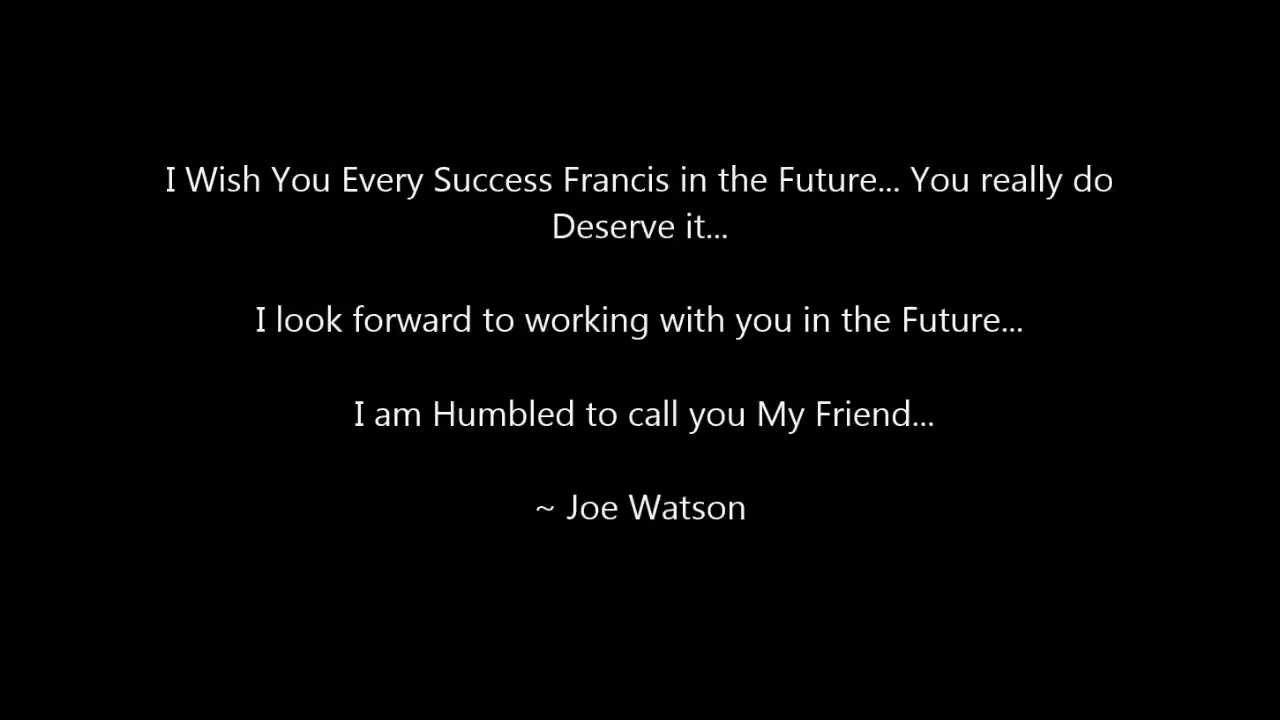 I Wish You Every Success Francis in the Future... You really do
Deserve it...
I look forward to working with you in the Future...
I am Humbled to call you My Friend...
~ Joe Watson